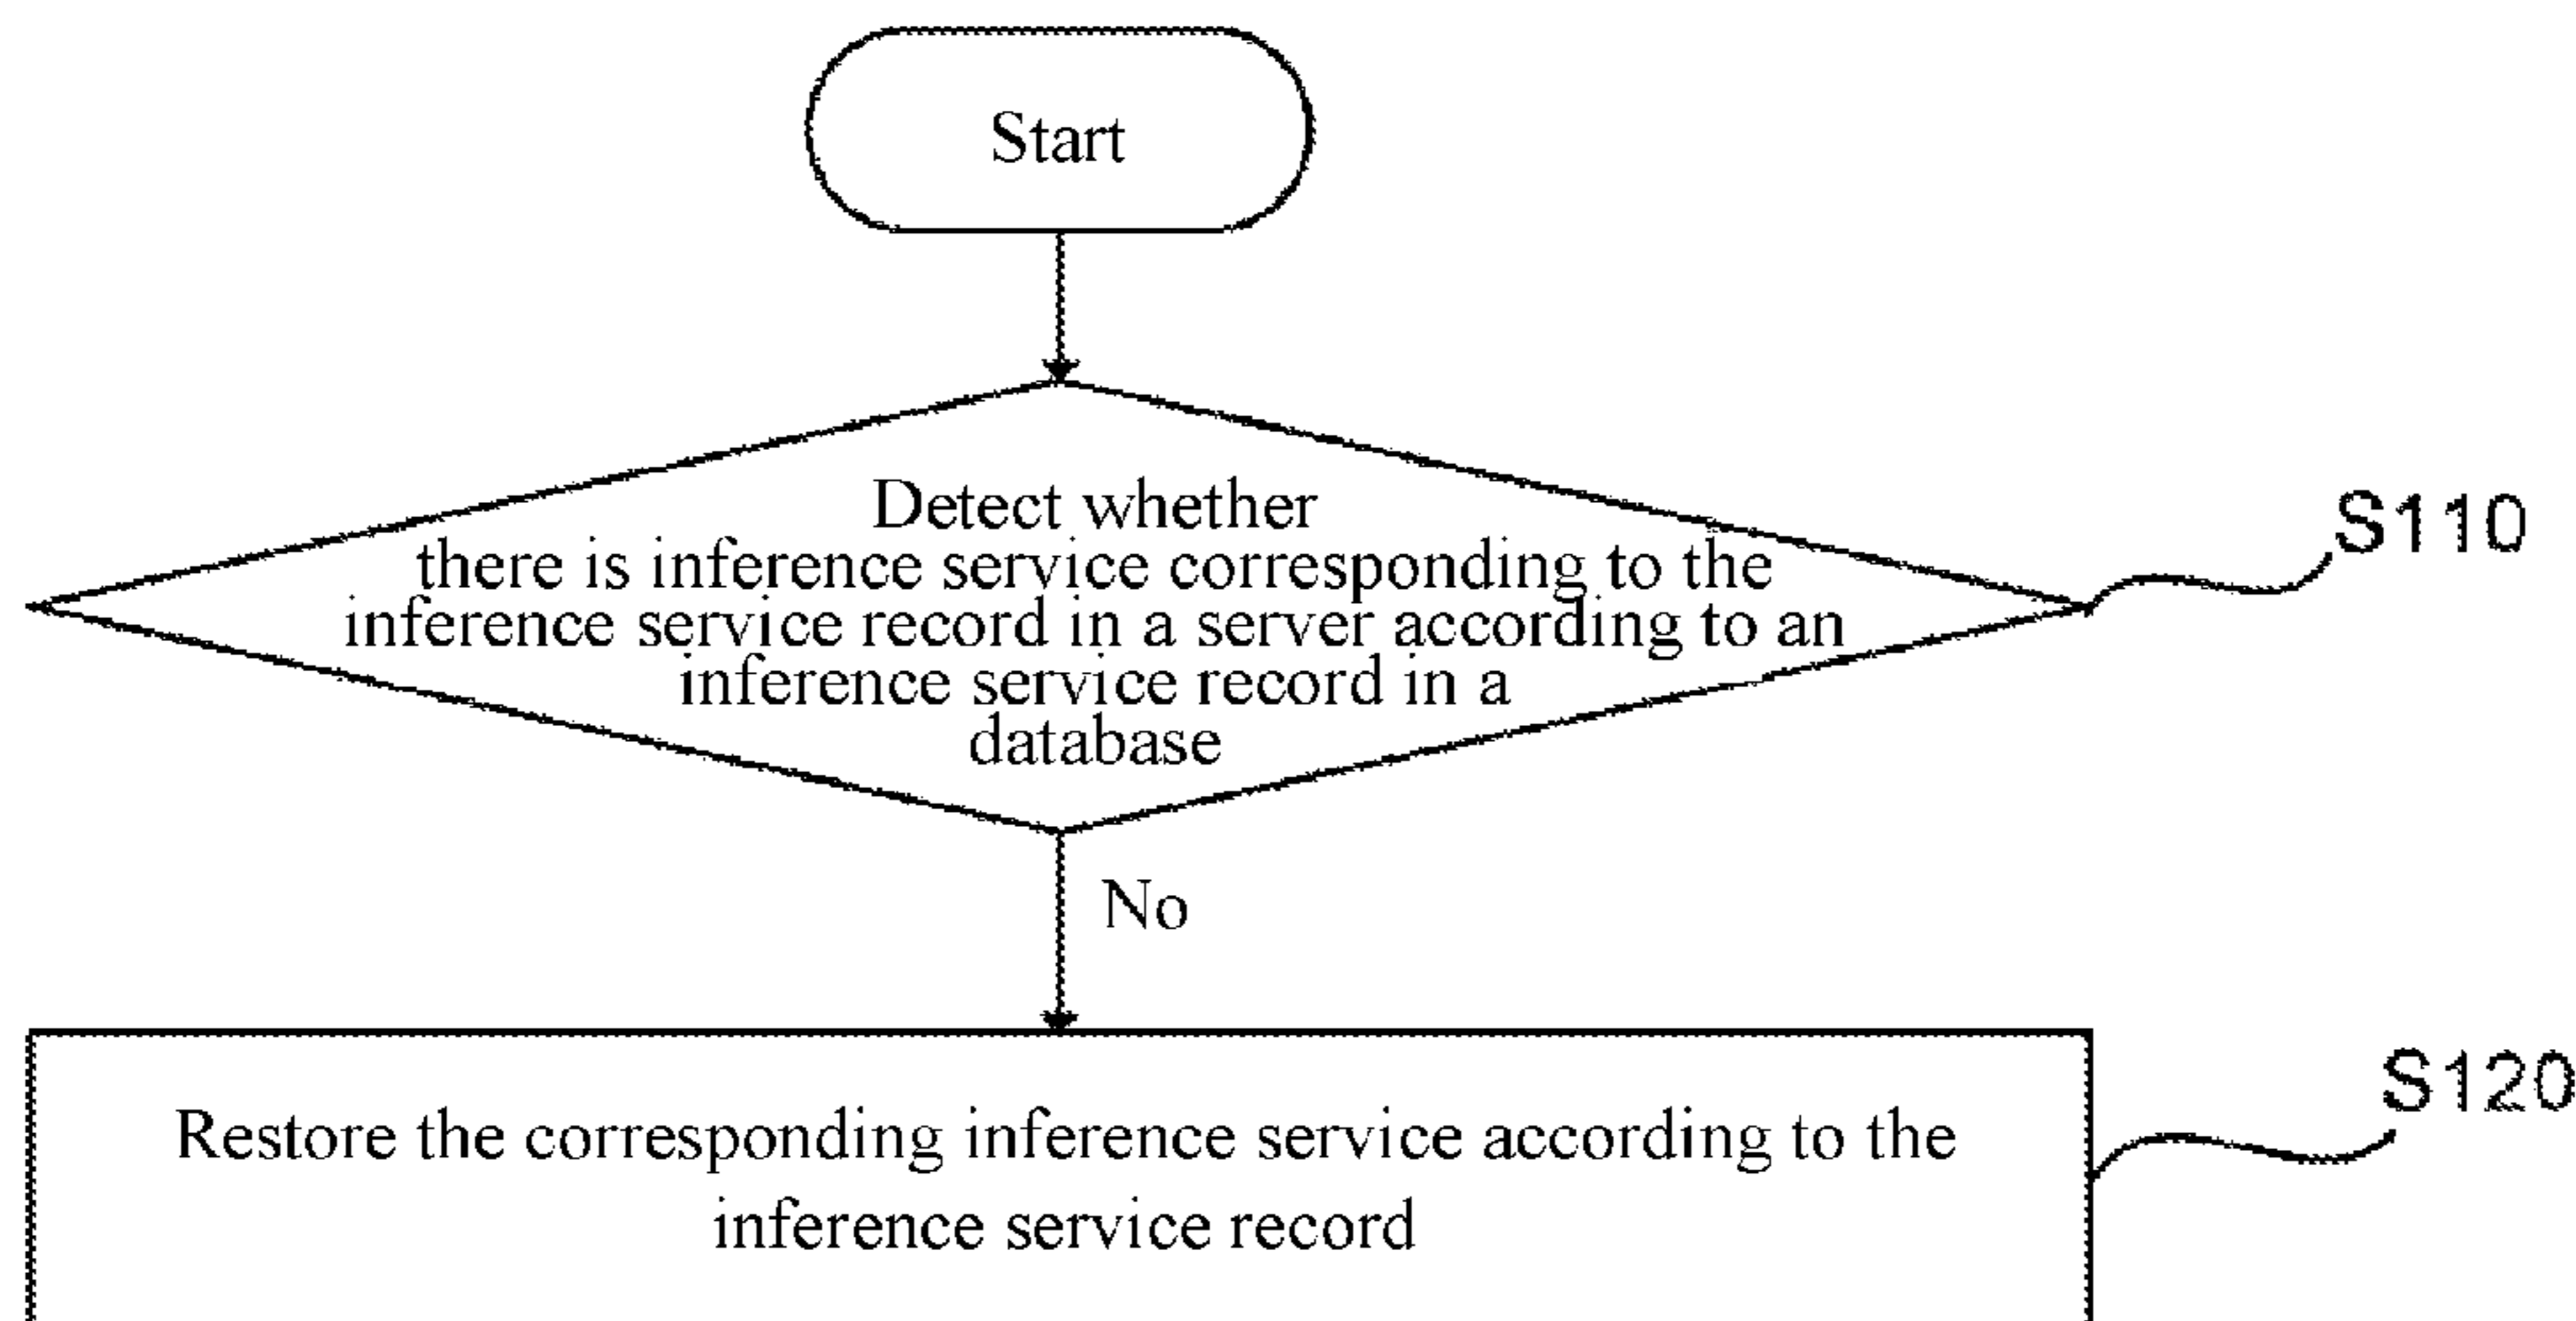 Start
Detect whether
there is inference service corresponding to the
inference service record in a server according to an
inference service record in a
database
S110
No
Restore the corresponding inference service according to the
inference service record
S120